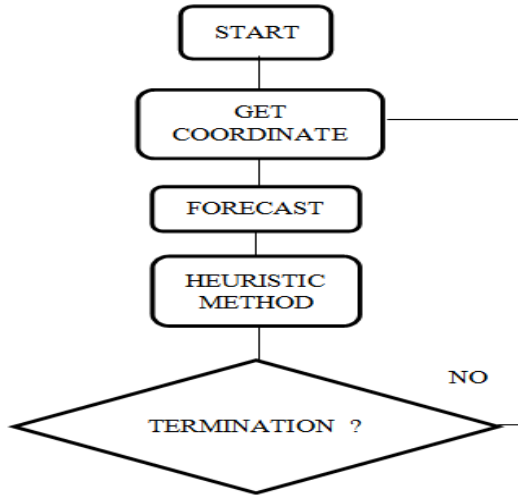 START
GET
COORDINATE
FORECAST
HEURISTIC
METHOD
NO
TERMINATION ?